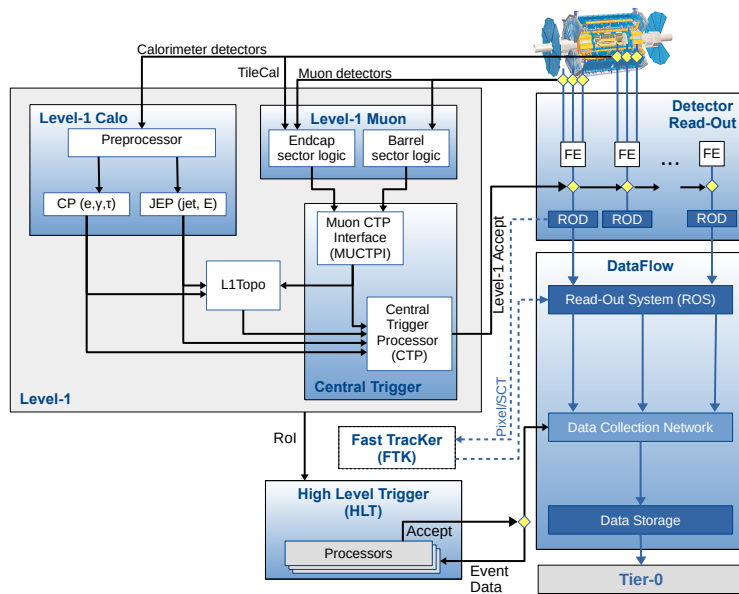 Calorimeter detectors
TileCal
Muon detectors
Detector
Read-Out
Level-1 Calo
Preprocessor
CP (e,γ,τ)
JEP (jet, E)
Level-1 Muon
Endcap
sector logic
Barrel
sector logic
FE
FE
...
FE
ROD
ROD
ROD
Muon CTP
Interface
(MUCTPI)
L1Topo
Central
Trigger
Processor
(CTP)
Central Trigger
Level-1
Level-1 Accept
Pixel/SCT
DataFlow
Read-Out System (ROS)
Data Collection Network
Data Storage
Tier-0
RoI
Fast TracKer
(FTK)
High Level Trigger
(HLT)
Accept
Processors
Event
Data